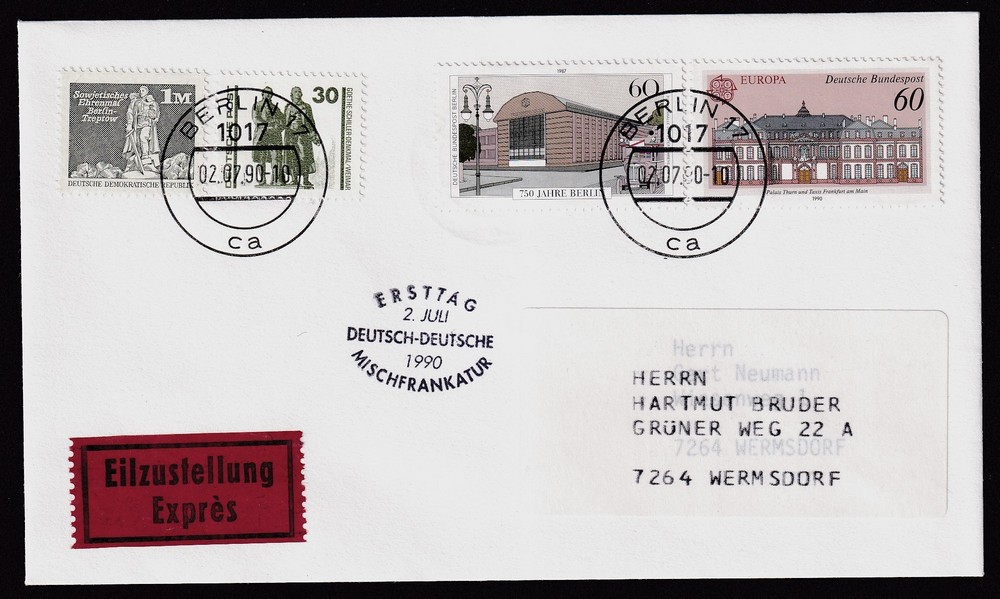 Sowjetisches
Ehrenmal
Berlin-
Treptow
1M
DEUTSCHE DEMOKRATISCHE REPUBLIK
30
GOETHE-SCHILLER-DENKMAL · WEIMAR
BERLIN 17
1017
02.07.90-10
ca
1987
60
DEUTSCHE BUNDESPOST BERLIN
750 JAHRE BERLIN
EUROPA
Deutsche Bundespost
60
Palais Thurn und Taxis Frankfurt am Main
1990
BERLIN 17
1017
02.07.90-10
ca
ERSTTAG
2. JULI
DEUTSCH-DEUTSCHE
1990
MISCHFRANKATUR
Herrn
Neumann
7264 WERMSDORF
HERRN
HARTMUT BRUDER
GRÜNER WEG 22 A
7264 WERMSDORF
Eilzustellung
Exprès